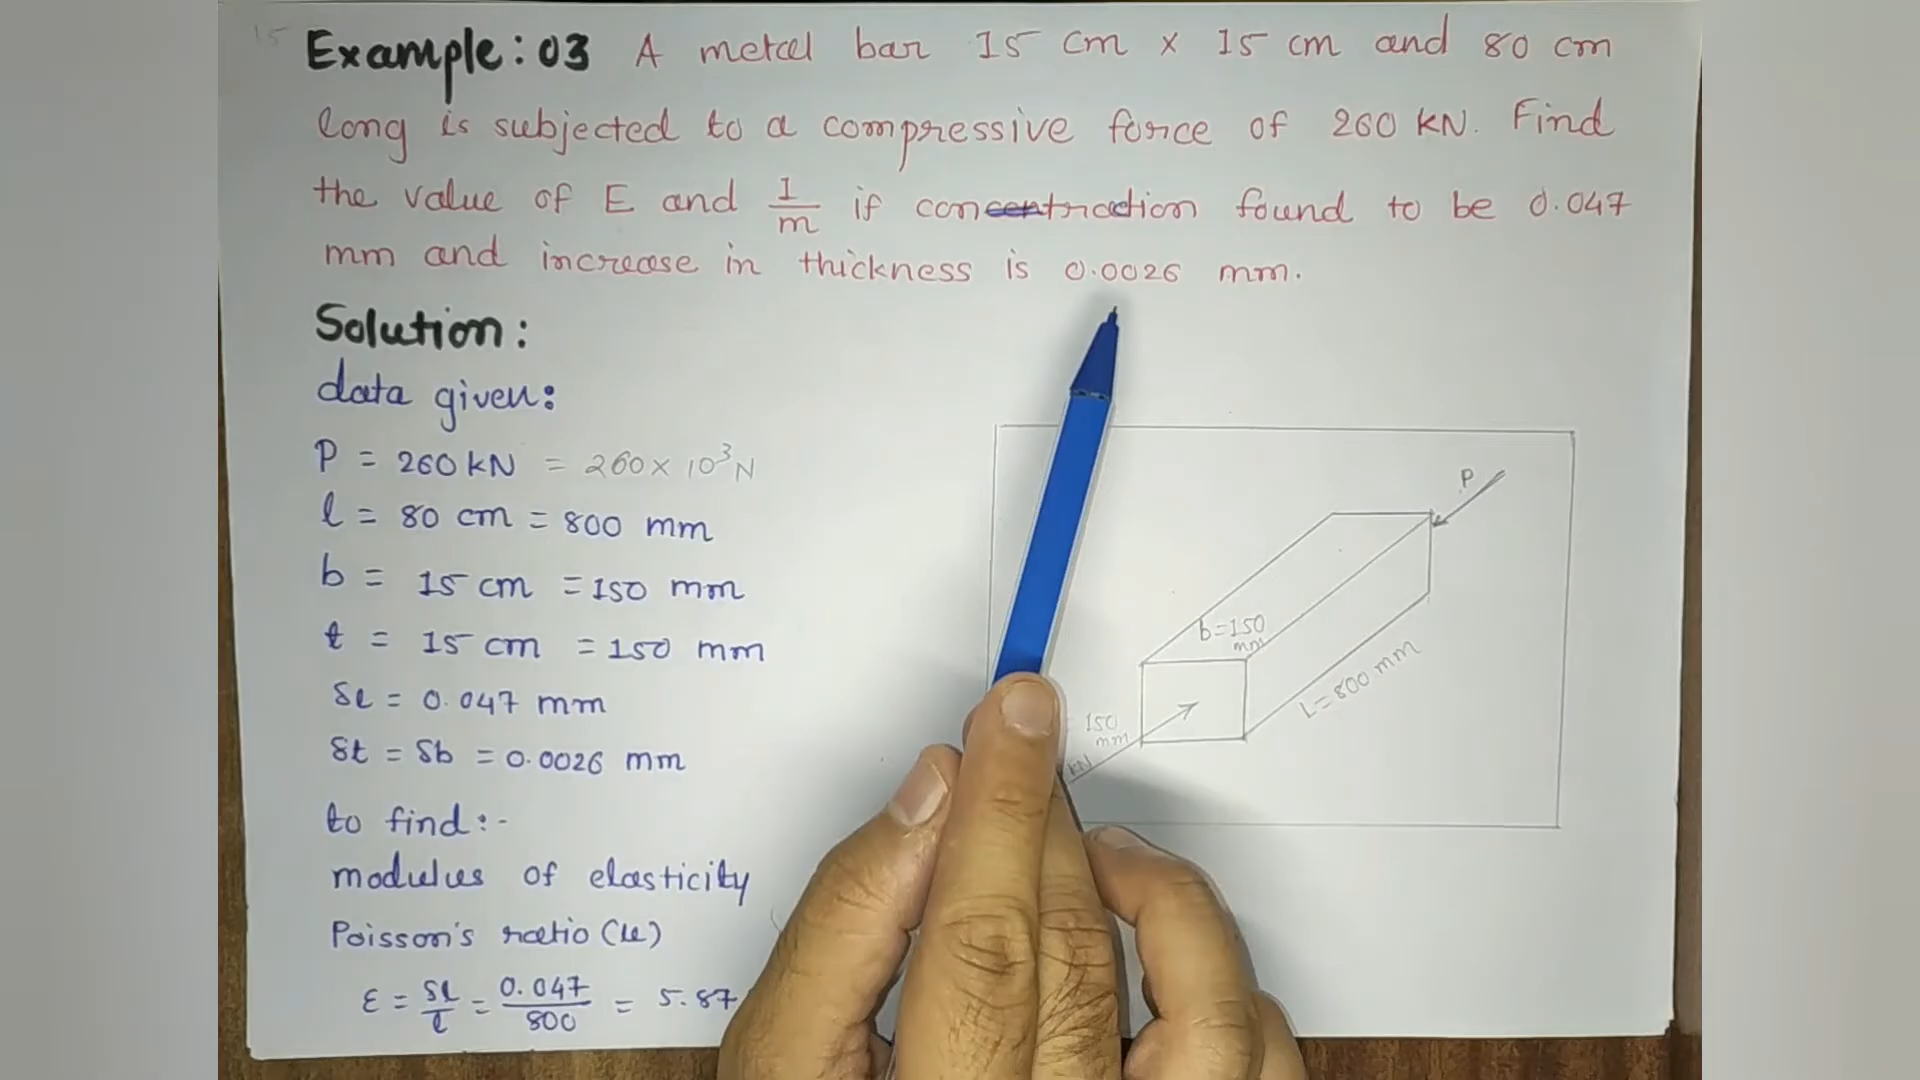 15
Example: 03 A metal bar 15 cm x 15 cm and 80 cm
long is subjected to a compressive force of 260 KN. Find
the value of E and 1/m if concentraction found to be 0.047
mm and increase in thickness is 0.0026 mm.
Solution:
data given:
P = 260 kN = 260 x 10³ N
l = 80 cm = 800 mm
b = 15 cm = 150 mm
t = 15 cm = 150 mm
δl = 0.047 mm
δt = δb = 0.0026 mm
to find:-
modulus of elasticity
Poisson's ratio (μ)
ε = δl/l = 0.047/800 = 5.87
P
b=150
mm
L=800 mm
150
mm
kN